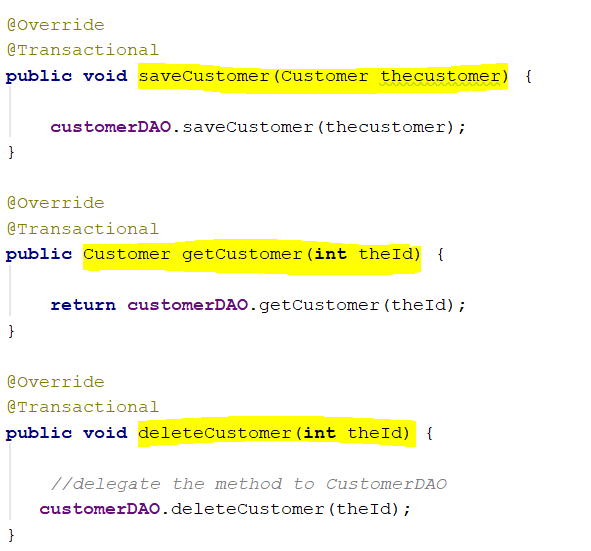 @Override
@Transactional
public void saveCustomer(Customer thecustomer) {
customerDAO.saveCustomer(thecustomer);
}
@Override
@Transactional
public Customer getCustomer(int theId) {
return customerDAO.getCustomer(theId);
}
@Override
@Transactional
public void deleteCustomer(int theId) {
//delegate the method to CustomerDAO
customerDAO.deleteCustomer(theId);
}